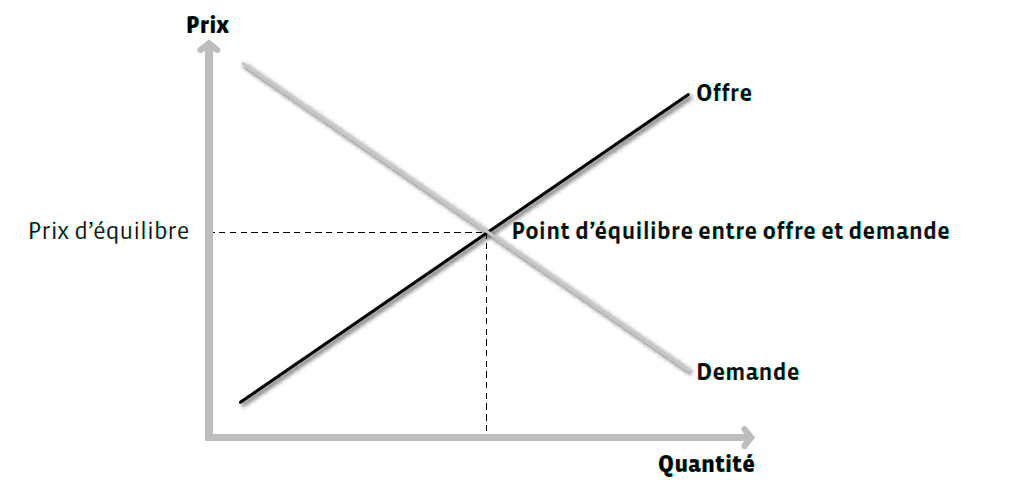 Prix
Offre
Prix d’équilibre
Point d’équilibre entre offre et demande
Demande
Quantité